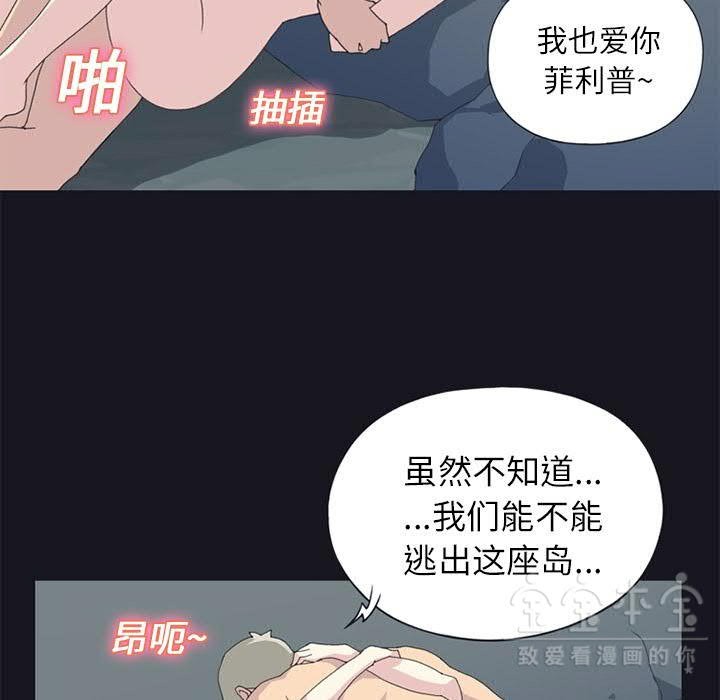 我也爱你
菲利普~
啪
抽插
虽然不知道...
...我们能不能
逃出这座岛...
昂呃~
致爱看漫画的你